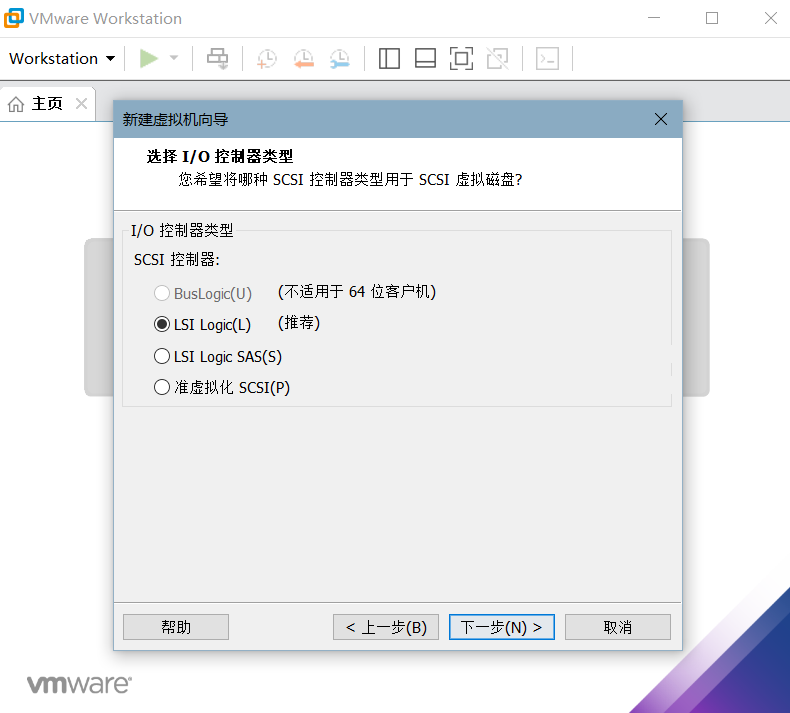 VMware Workstation
Workstation
主页
新建虚拟机向导
选择 I/O 控制器类型
您希望将哪种 SCSI 控制器类型用于 SCSI 虚拟磁盘?
I/O 控制器类型
SCSI 控制器:
BusLogic(U) (不适用于 64 位客户机)
LSI Logic(L) (推荐)
LSI Logic SAS(S)
准虚拟化 SCSI(P)
帮助 < 上一步(B) 下一步(N) > 取消
vmware